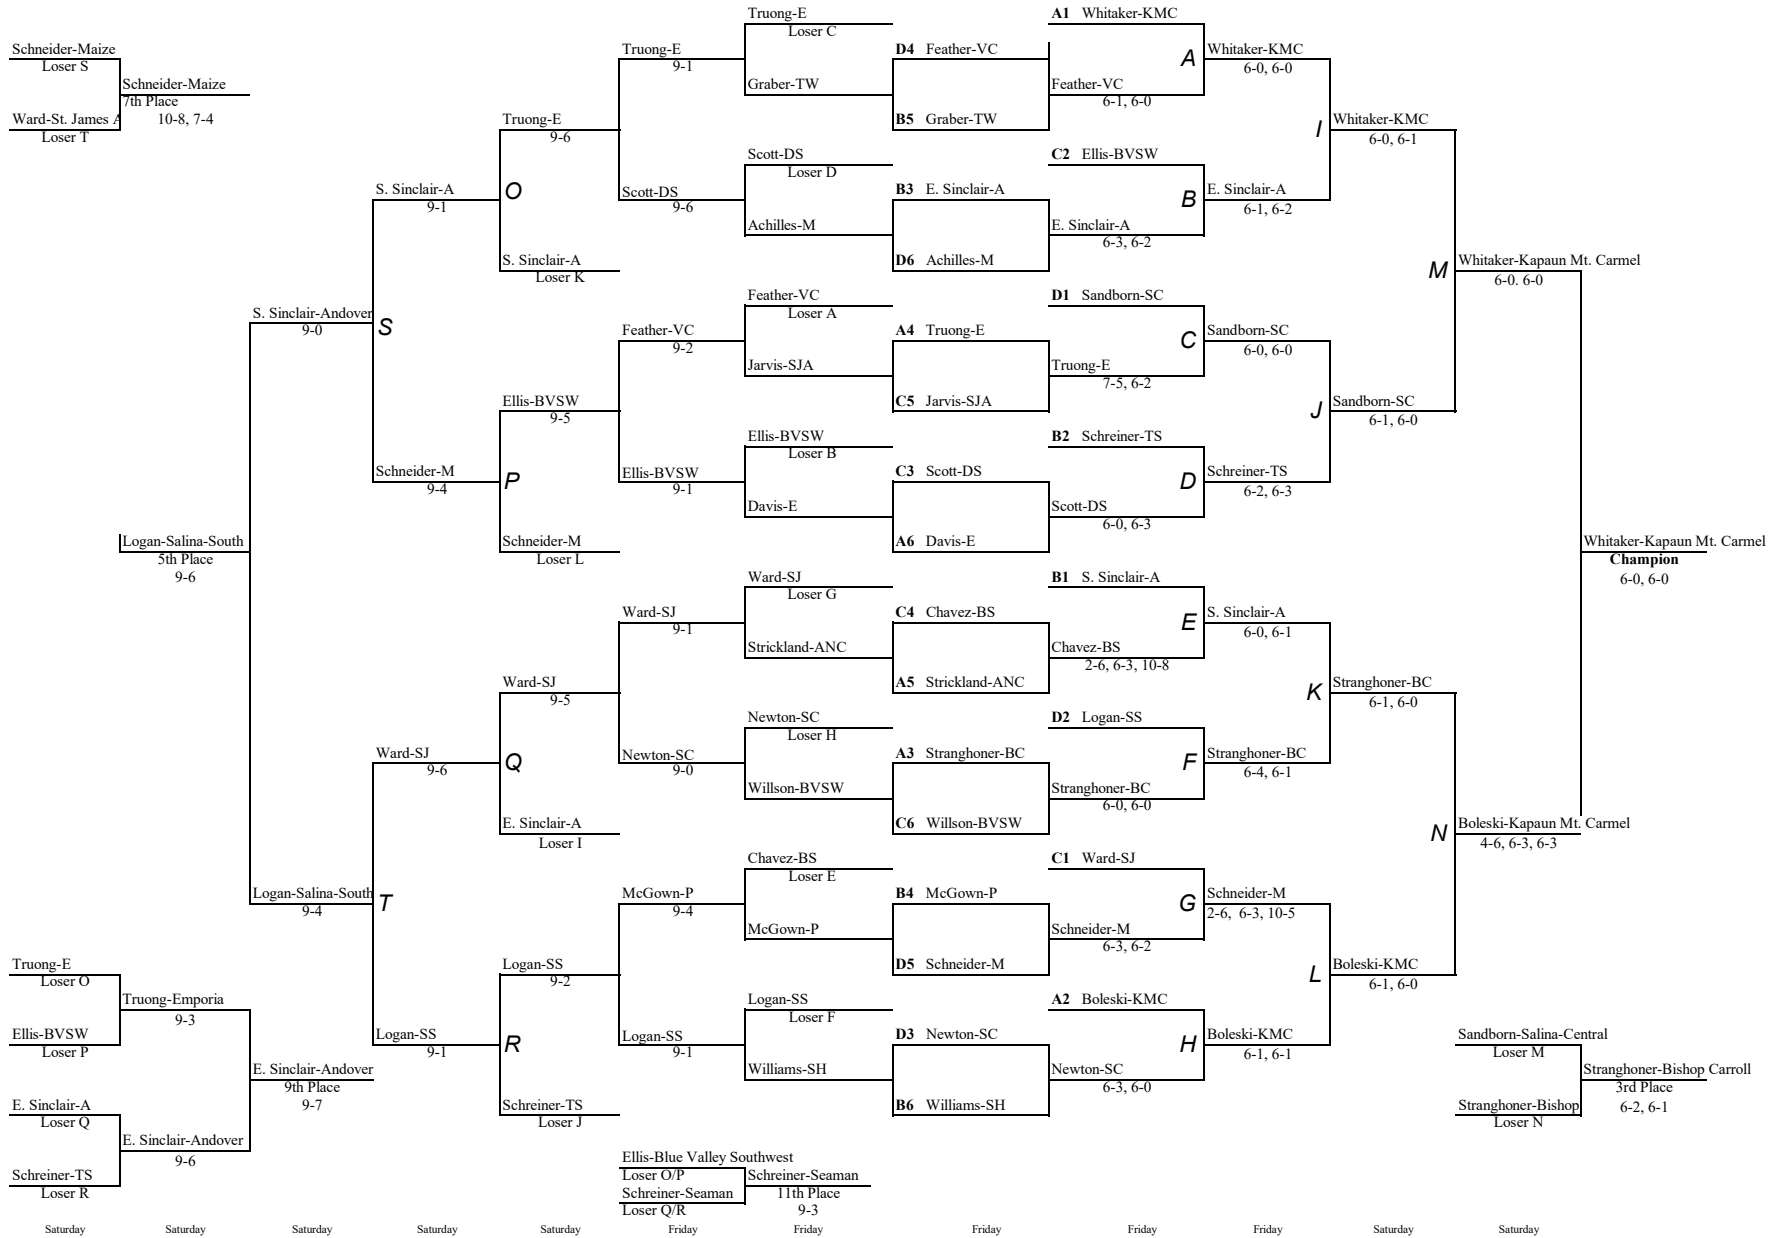 Truong-E
Loser C
A1 Whitaker-KMC
Schneider-Maize
Loser S
Truong-E
9-1
D4 Feather-VC
A
Whitaker-KMC
6-0, 6-0
Schneider-Maize
7th Place
10-8, 7-4
Graber-TW
Feather-VC
6-1, 6-0
Ward-St. James A
Loser T
Truong-E
9-6
B5 Graber-TW
I
Whitaker-KMC
6-0, 6-1
Scott-DS
Loser D
C2 Ellis-BVSW
S. Sinclair-A
9-1
O
Scott-DS
9-6
B3 E. Sinclair-A
B
E. Sinclair-A
6-1, 6-2
Achilles-M
E. Sinclair-A
6-3, 6-2
S. Sinclair-A
Loser K
D6 Achilles-M
M
Whitaker-Kapaun Mt. Carmel
6-0. 6-0
Feather-VC
Loser A
D1 Sandborn-SC
S. Sinclair-Andover
9-0
S
Feather-VC
9-2
A4 Truong-E
C
Sandborn-SC
6-0, 6-0
Jarvis-SJA
Truong-E
7-5, 6-2
Ellis-BVSW
9-5
C5 Jarvis-SJA
J
Sandborn-SC
6-1, 6-0
Ellis-BVSW
Loser B
B2 Schreiner-TS
Schneider-M
9-4
P
Ellis-BVSW
9-1
C3 Scott-DS
D
Schreiner-TS
6-2, 6-3
Davis-E
Scott-DS
6-0, 6-3
Logan-Salina-South
5th Place
9-6
Schneider-M
Loser L
A6 Davis-E
Whitaker-Kapaun Mt. Carmel
Champion
6-0, 6-0
Ward-SJ
Loser G
B1 S. Sinclair-A
Ward-SJ
9-1
C4 Chavez-BS
E
S. Sinclair-A
6-0, 6-1
Strickland-ANC
Chavez-BS
2-6, 6-3, 10-8
Ward-SJ
9-5
A5 Strickland-ANC
K
Stranghoner-BC
6-1, 6-0
Newton-SC
Loser H
D2 Logan-SS
Ward-SJ
9-6
Q
Newton-SC
9-0
A3 Stranghoner-BC
F
Stranghoner-BC
6-4, 6-1
Willson-BVSW
Stranghoner-BC
6-0, 6-0
E. Sinclair-A
Loser I
C6 Willson-BVSW
N
Boleski-Kapaun Mt. Carmel
4-6, 6-3, 6-3
Chavez-BS
Loser E
C1 Ward-SJ
Logan-Salina-South
9-4
T
McGown-P
9-4
B4 McGown-P
G
Schneider-M
2-6, 6-3, 10-5
McGown-P
Schneider-M
6-3, 6-2
Truong-E
Loser O
Logan-SS
9-2
D5 Schneider-M
L
Boleski-KMC
6-1, 6-0
Truong-Emporia
9-3
Logan-SS
Loser F
A2 Boleski-KMC
Ellis-BVSW
Loser P
Logan-SS
9-1
R
Logan-SS
9-1
D3 Newton-SC
H
Boleski-KMC
6-1, 6-1
Sandborn-Salina-Central
Loser M
E. Sinclair-Andover
9th Place
9-7
Williams-SH
Newton-SC
6-3, 6-0
Stranghoner-Bishop Carroll
3rd Place
6-2, 6-1
E. Sinclair-A
Loser Q
Schreiner-TS
Loser J
B6 Williams-SH
Stranghoner-Bishop
Loser N
E. Sinclair-Andover
9-6
Schreiner-TS
Loser R
Ellis-Blue Valley Southwest
Loser O/P
Schreiner-Seaman
11th Place
9-3
Schreiner-Seaman
Loser Q/R
Saturday Saturday Saturday Saturday Saturday Friday Friday Friday Friday Friday Saturday Saturday